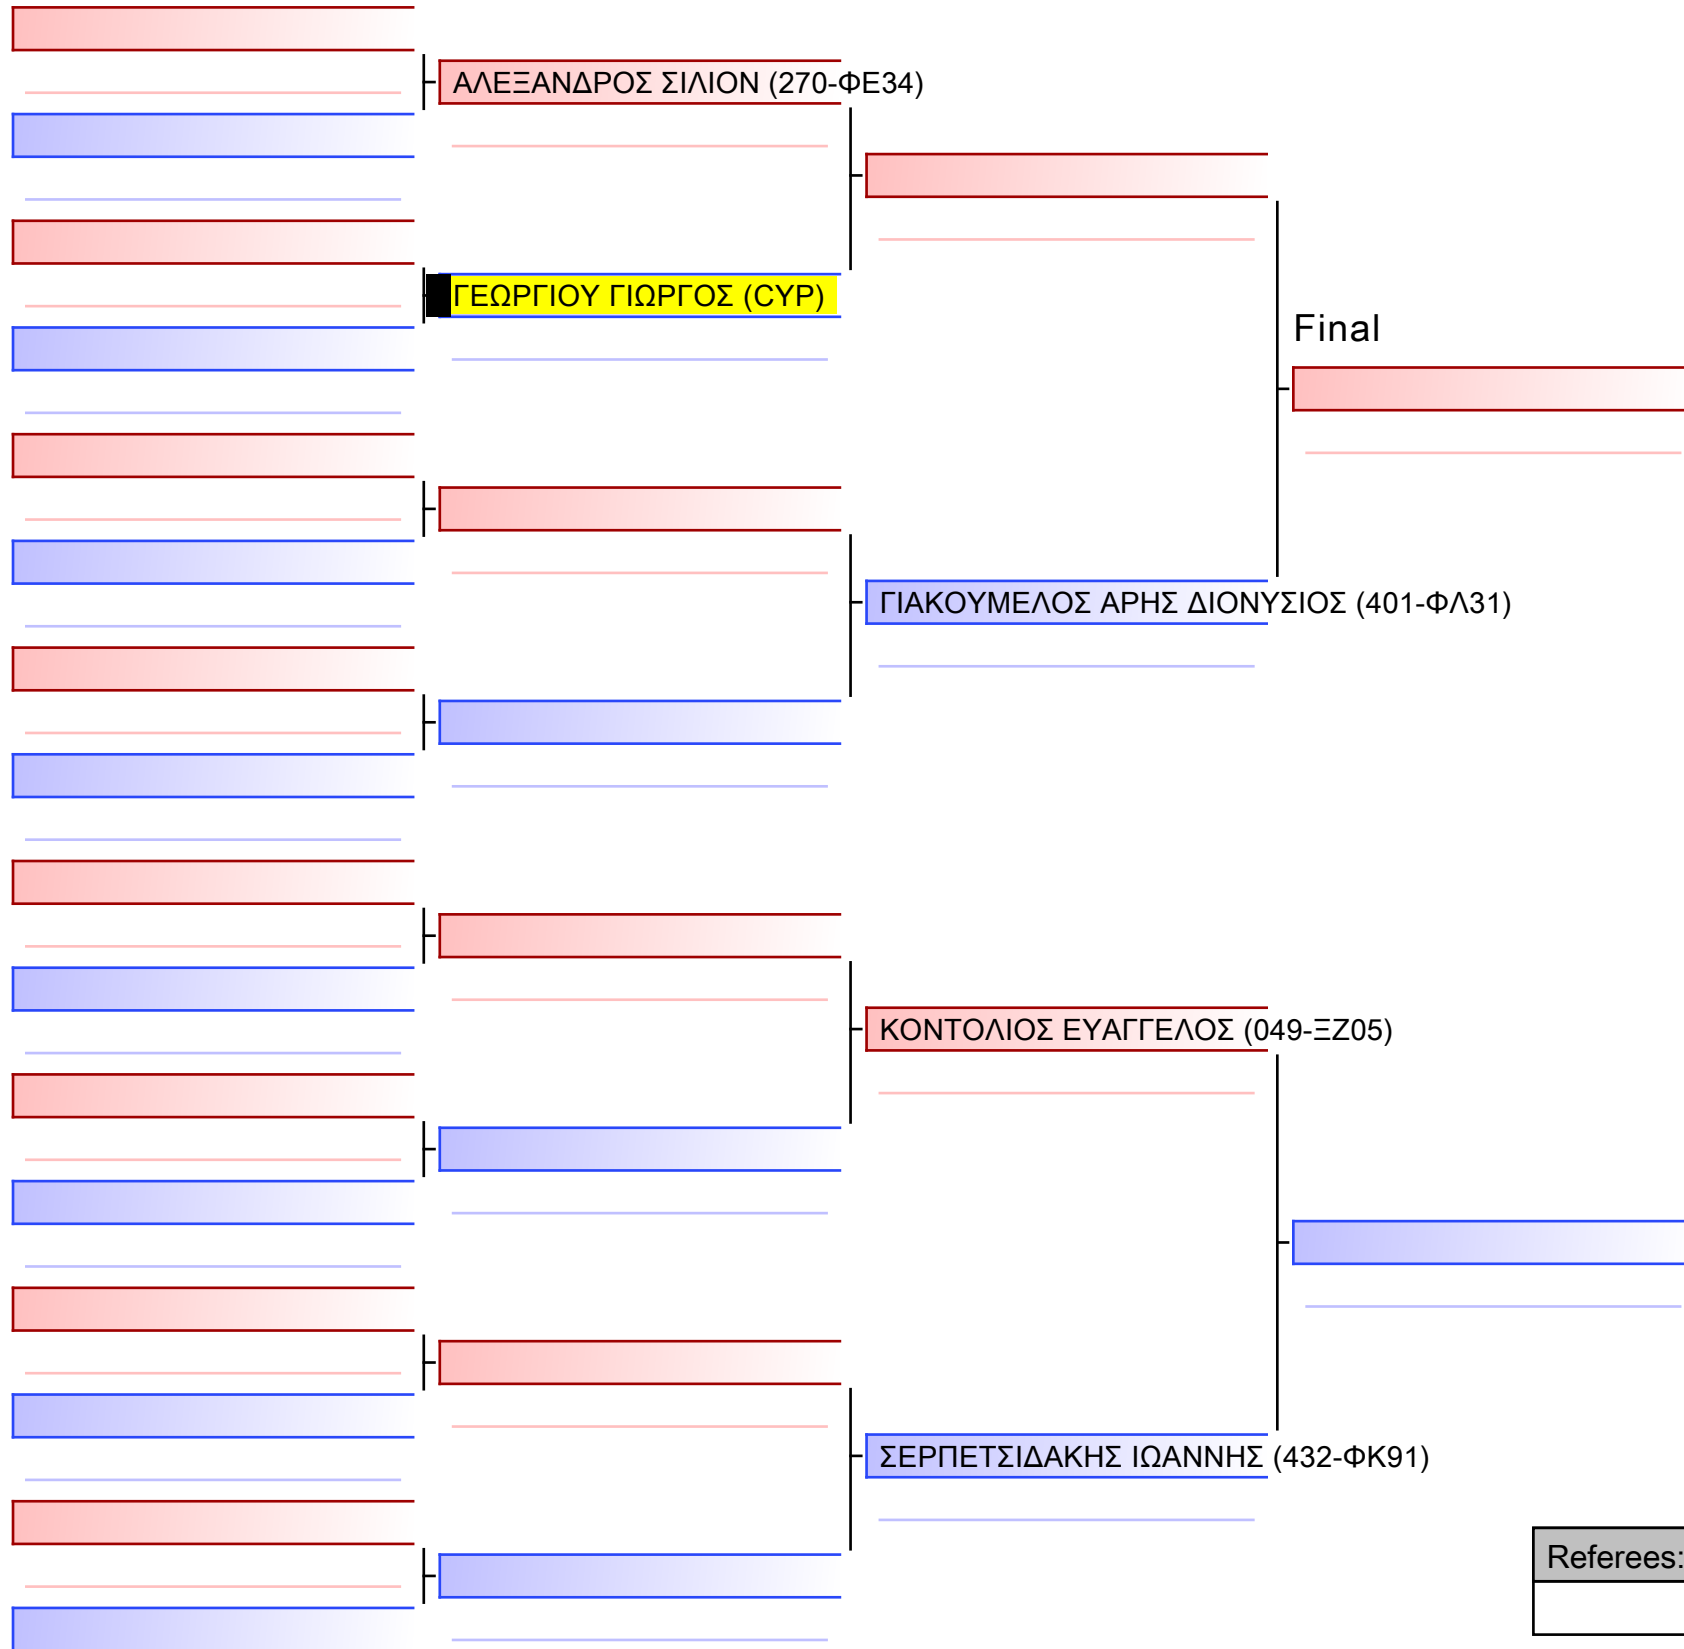 ΑΛΕΞΑΝΔΡΟΣ ΣΙΛΙΟΝ (270-ΦΕ34)
ΓΕΩΡΓΙΟΥ ΓΙΩΡΓΟΣ (CYP)
Final
ΓΙΑΚΟΥΜΕΛΟΣ ΑΡΗΣ ΔΙΟΝΥΣΙΟΣ (401-ΦΛ31)
ΚΟΝΤΟΛΙΟΣ ΕΥΑΓΓΕΛΟΣ (049-ΞΖ05)
ΣΕΡΠΕΤΣΙΔΑΚΗΣ ΙΩΑΝΝΗΣ (432-ΦΚ91)
Referees: